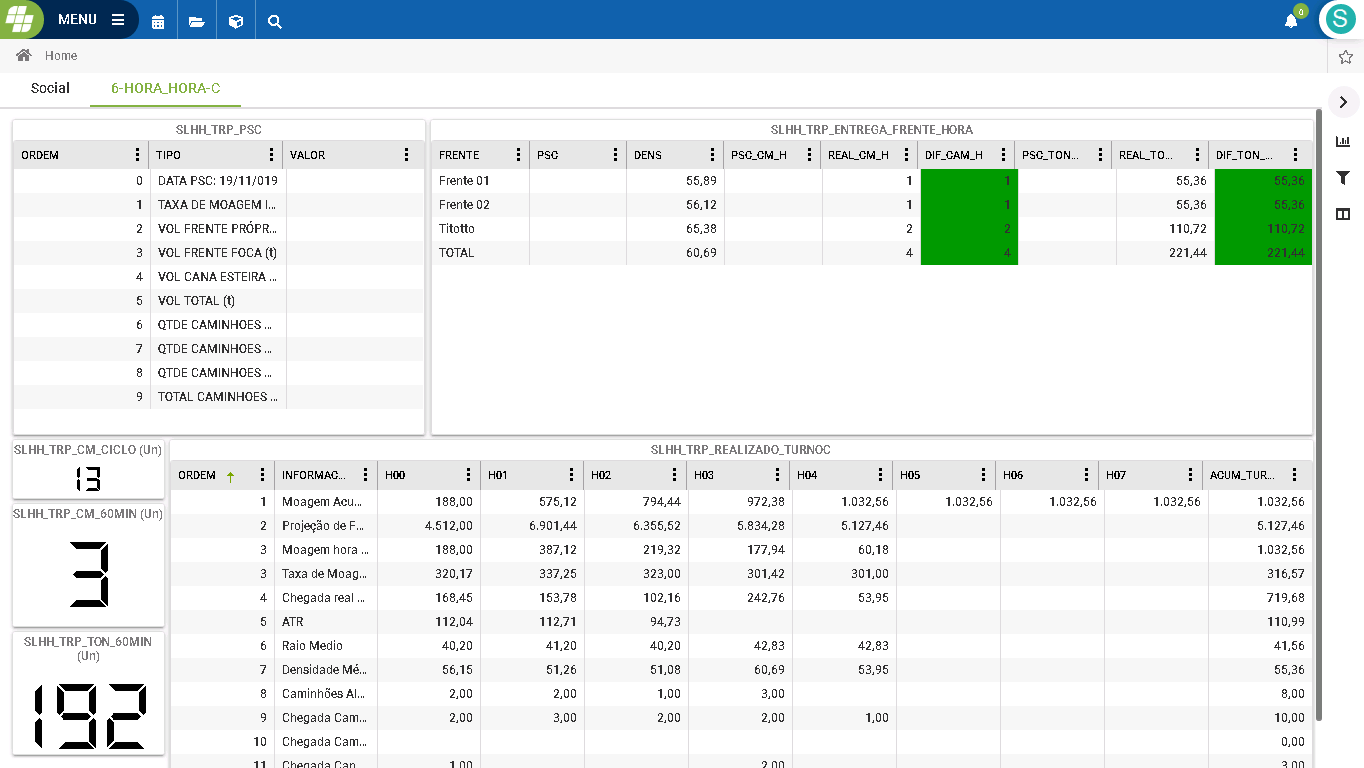 MENU 0 S
Home
Social 6-HORA_HORA-C
SLHH_TRP_PSC
ORDEM TIPO VALOR
0 DATA PSC: 19/11/019
1 TAXA DE MOAGEM I...
2 VOL FRENTE PRÓPR...
3 VOL FRENTE FOCA (t)
4 VOL CANA ESTEIRA ...
5 VOL TOTAL (t)
6 QTDE CAMINHOES ...
7 QTDE CAMINHOES ...
8 QTDE CAMINHOES ...
9 TOTAL CAMINHOES ...
SLHH_TRP_ENTREGA_FRENTE_HORA
FRENTE PSC DENS PSC_CM_H REAL_CM_H DIF_CAM_H PSC_TON... REAL_TO... DIF_TON_...
Frente 01 55,89 1 1 55,36 55,36
Frente 02 56,12 1 1 55,36 55,36
Titotto 65,38 2 2 110,72 110,72
TOTAL 60,69 4 4 221,44 221,44
SLHH_TRP_CM_CICLO (Un)
13
SLHH_TRP_CM_60MIN (Un)
3
SLHH_TRP_TON_60MIN
(Un)
192
SLHH_TRP_REALIZADO_TURNOC
ORDEM INFORMAC... H00 H01 H02 H03 H04 H05 H06 H07 ACUM_TUR...
1 Moagem Acu... 188,00 575,12 794,44 972,38 1.032,56 1.032,56 1.032,56 1.032,56 1.032,56
2 Projeção de F... 4.512,00 6.901,44 6.355,52 5.834,28 5.127,46 5.127,46
3 Moagem hora ... 188,00 387,12 219,32 177,94 60,18 1.032,56
3 Taxa de Moag... 320,17 337,25 323,00 301,42 301,00 316,57
4 Chegada real ... 168,45 153,78 102,16 242,76 53,95 719,68
5 ATR 112,04 112,71 94,73 110,99
6 Raio Medio 40,20 41,20 40,20 42,83 42,83 41,56
7 Densidade Mé... 56,15 51,26 51,08 60,69 53,95 55,36
8 Caminhões Al... 2,00 2,00 1,00 3,00 8,00
9 Chegada Cam... 2,00 3,00 2,00 2,00 1,00 10,00
10 Chegada Cam... 0,00
11 Chegada Can... 1,00 2,00 3,00